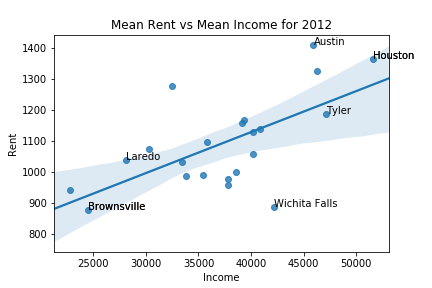 Mean Rent vs Mean Income for 2012
1400
1300
1200
1100
1000
900
800
Rent
Austin
Houston
Tyler
Laredo
Brownsville
Wichita Falls
25000 30000 35000 40000 45000 50000
Income